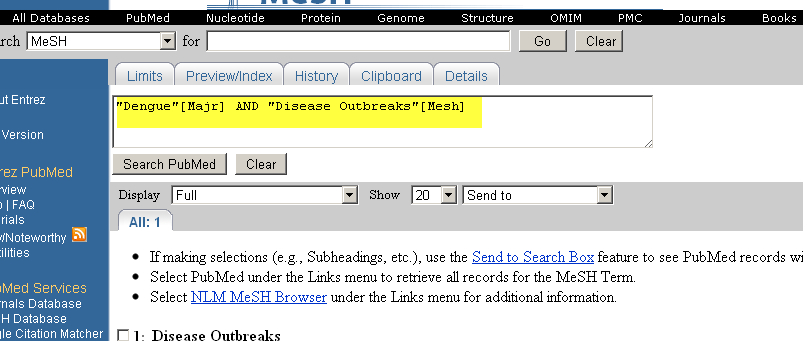 MeSH
All Databases PubMed Nucleotide Protein Genome Structure OMIM PMC Journals Books
rch MeSH for Go Clear
Limits Preview/Index History Clipboard Details
ut Entrez
"Dengue"[Majr] AND "Disease Outbreaks"[Mesh]
Version
Search PubMed Clear
rez PubMed
rview
Display Full Show 20 Send to
| FAQ
rials
All: 1
/Noteworthy
tilities
If making selections (e.g., Subheadings, etc.), use the Send to Search Box feature to see PubMed records wi
Select PubMed under the Links menu to retrieve all records for the MeSH Term.
Med Services
Select NLM MeSH Browser under the Links menu for additional information.
rnals Database
H Database
gle Citation Matcher
1: Disease Outbreaks